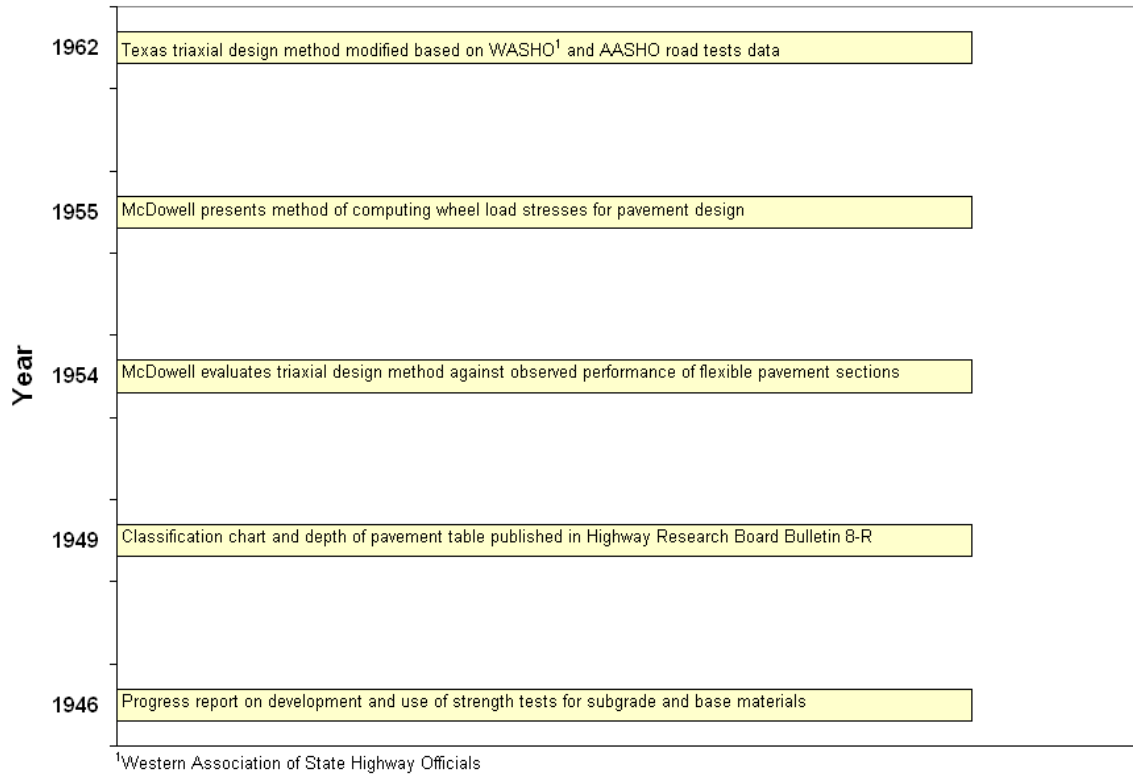 1962
Texas triaxial design method modified based on WASHO¹ and AASHO road tests data
1955
McDowell presents method of computing wheel load stresses for pavement design
Year
1954
McDowell evaluates triaxial design method against observed performance of flexible pavement sections
1949
Classification chart and depth of pavement table published in Highway Research Board Bulletin 8-R
1946
Progress report on development and use of strength tests for subgrade and base materials
¹Western Association of State Highway Officials